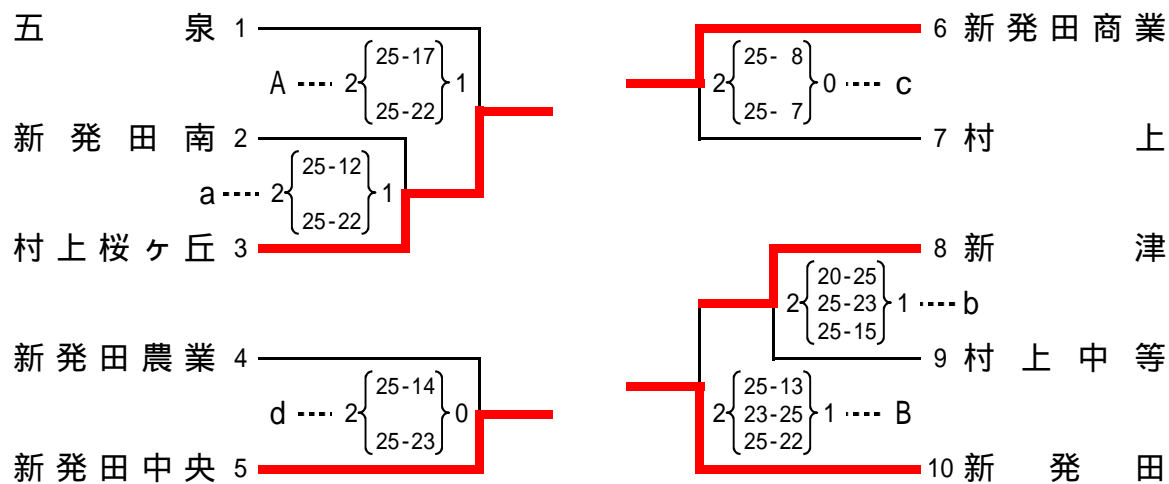 五泉 1
A 2 25-17 1
25-22
新発田南 2
a 2 25-12 1
25-22
村上桜ヶ丘 3
新発田農業 4
d 2 25-14 0
25-23
新発田中央 5
6 新発田商業
2 25- 8 0 c
25- 7
7 村上
8 新津
20-25
2 25-23 1 b
25-15
9 村上中等
25-13
2 23-25 1 B
25-22
10 新発田